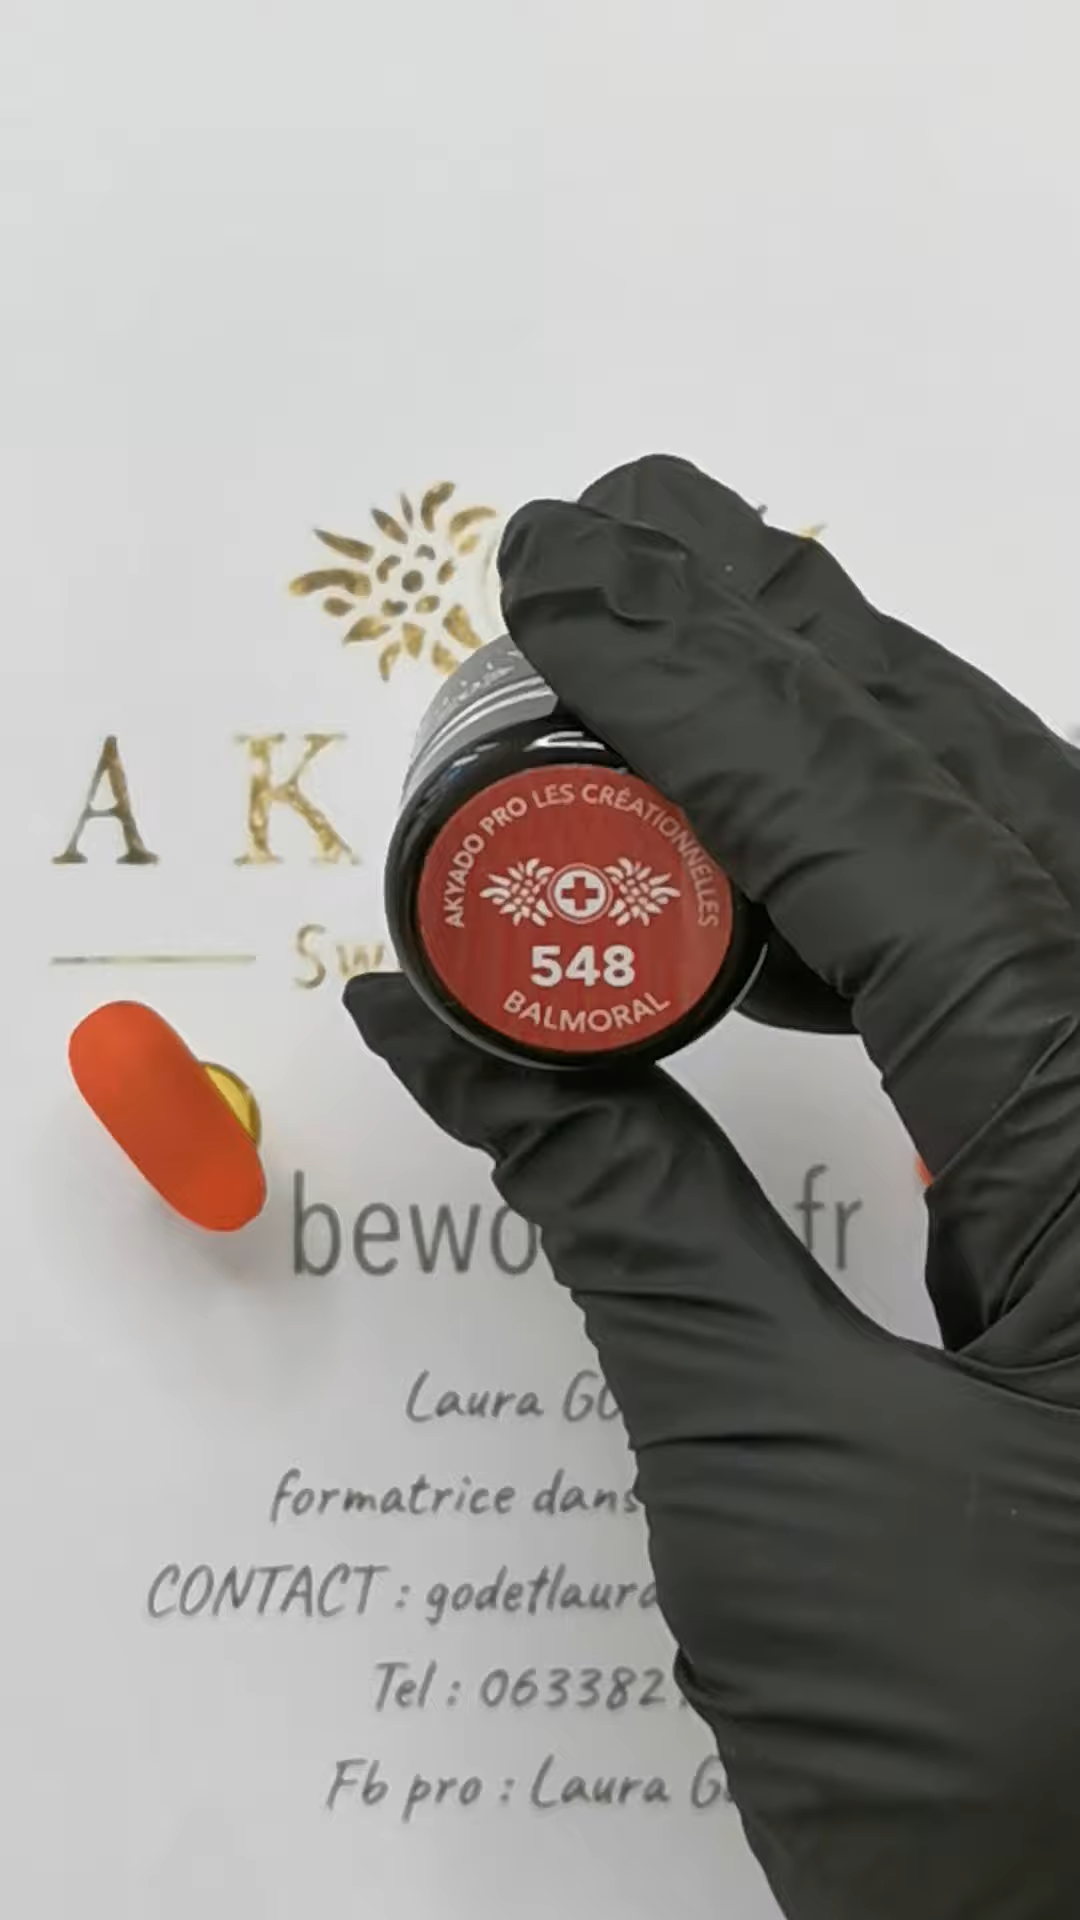 A K
Sw
AKYADO PRO LES CRÉATIONNELLES
548
BALMORAL
bewo fr
Laura GO
formatrice dans
CONTACT : godetlaura
Tel : 063382
Fb pro : Laura G